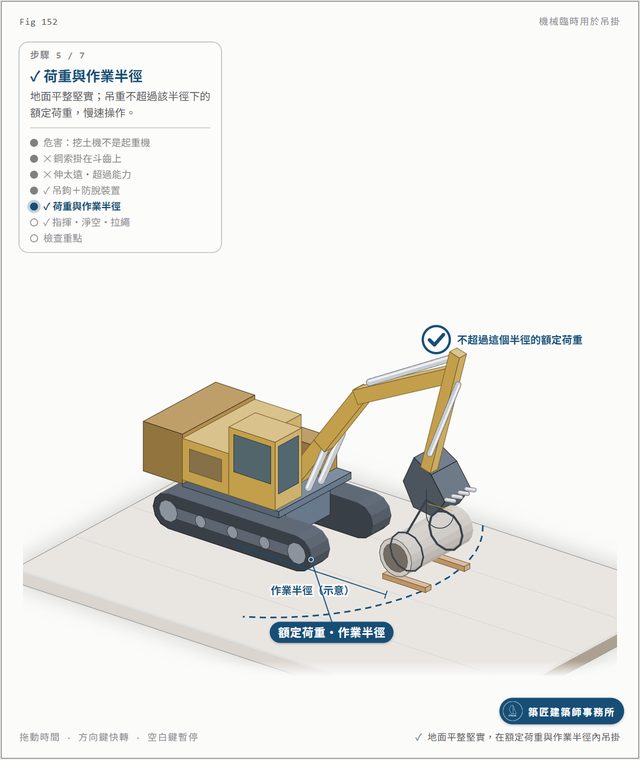 Fig 152
機械臨時用於吊掛
步驟 5 / 7
✓ 荷重與作業半徑
地面平整堅實；吊重不超過該半徑下的
額定荷重，慢速操作。
危害：挖土機不是起重機
× 鋼索掛在斗齒上
× 伸太遠・超過能力
✓ 吊鉤＋防脫裝置
✓ 荷重與作業半徑
✓ 指揮・淨空・拉繩
檢查重點
不超過這個半徑的額定荷重
作業半徑（示意）
額定荷重・作業半徑
築匠建築師事務所
拖動時間 · 方向鍵快轉 · 空白鍵暫停
✓ 地面平整堅實，在額定荷重與作業半徑內吊掛